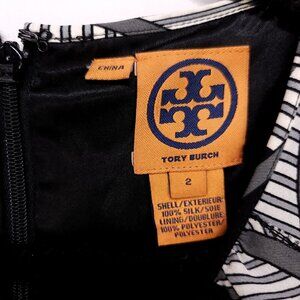 CHINA
TORY BURCH
2
SHELL/EXTERIEUR:
100% SILK/SOIE
LINING/DOUBLURE:
100% POLYESTER/
POLYESTER